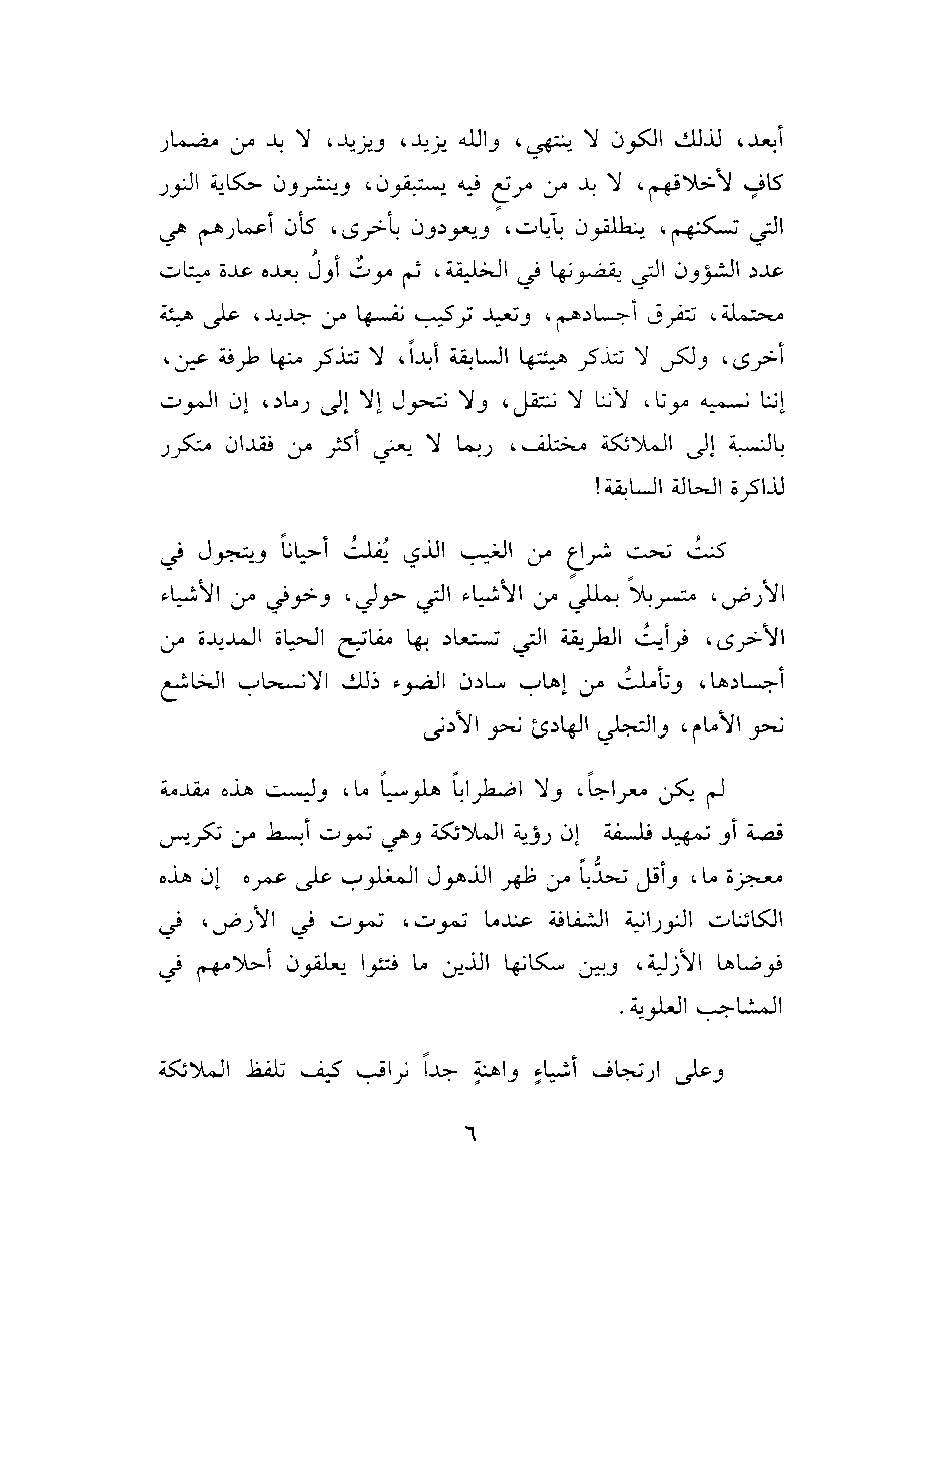 أبعد، لذلك الكون لا ينتهي، والله يزيد، ويزيد، لا بد من مضمار
كافٍ لأخلاقهم، لا بد من مرتعٍ فيه يستبقون، وينشرون حكاية النور
التي تسكنهم، ينطلقون بآيات، ويعودون بأخرى، كأن أعمارهم هي
عدد الشؤون التي يقضونها في الخليقة، ثم موتٌ أولُ بعده عدة ميتات
محتملة، تتفرق أجسادهم، وتعيد تركيب نفسها من جديد، على هيئة
أخرى، ولكن لا تتذكر هيئتها السابقة أبداً، لا تتذكر منها طرفة عين،
إننا نسميه موتا، لأننا لا ننتقل، ولا نتحول إلا إلى رماد، إن الموت
بالنسبة إلى الملائكة مختلف، ربما لا يعني أكثر من فقدان متكرر
لذاكرة الحالة السابقة!
كنتُ تحت شراعٍ من الغيب الذي يُفلتُ أحياناً ويتجول في
الأرض، متسربلاً بمللي من الأشياء التي حولي، وخوفي من الأشياء
الأخرى، فرأيتُ الطريقة التي تستعاد بها مفاتيح الحياة المديدة من
أجسادها، وتأملتُ من إهاب سادن الضوء ذلك الانسحاب الخاشع
نحو الأمام، والتجلي الهادئ نحو الأدنى
لم يكن معراجاً، ولا اضطراباً هلوسياً ما، وليست هذه مقدمة
قصة أو تمهيد فلسفة إن رؤية الملائكة وهي تموت أبسط من تكريس
معجزة ما، وأقل تحدُّباً من ظهر الذهول المغلوب على عمره إن هذه
الكائنات النورانية الشفافة عندما تموت، تموت في الأرض، في
فوضاها الأزلية، وبين سكانها الذين ما فتئوا يعلقون أحلامهم في
المشاجب العلوية.
وعلى ارتجاف أشياءٍ واهنةٍ جداً نراقب كيف تلفظ الملائكة
٦